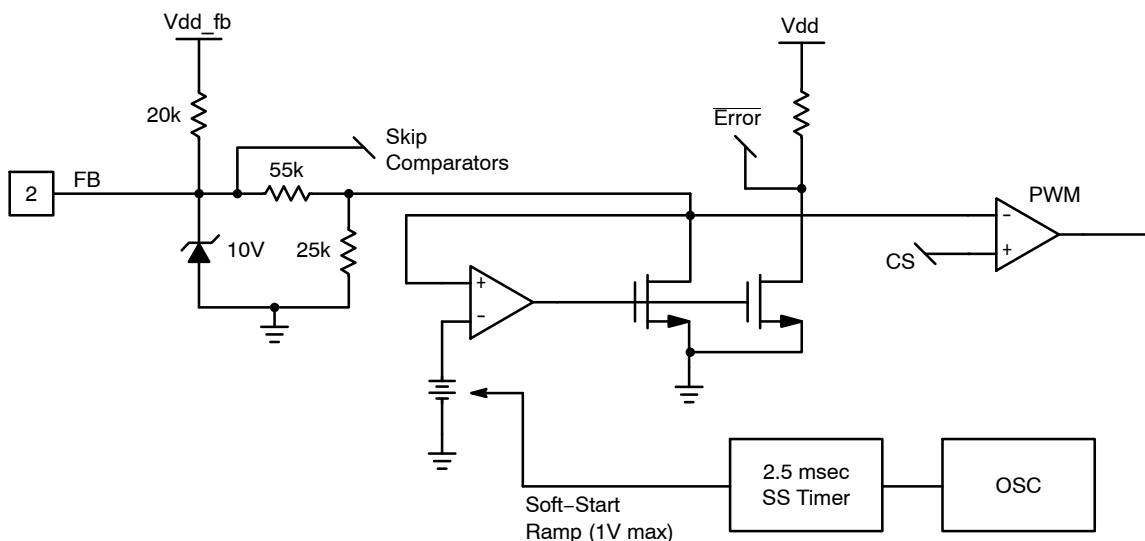 Vdd_fb
Vdd
20k
Error
Skip
Comparators
2
FB
55k
PWM
10V
25k
−
+
CS
+
−
2.5 msec
SS Timer
OSC
Soft−Start
Ramp (1V max)